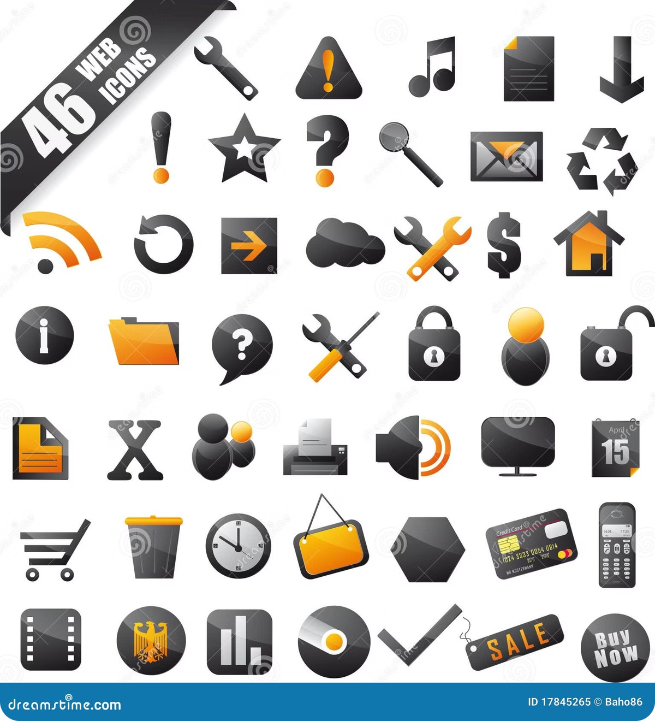 46 WEB
ICONS
!
!
?
$
i
?
X
April
15
Credit Card
SALE
Buy
Now
dreamstime.com
ID 17845265 © Baho86